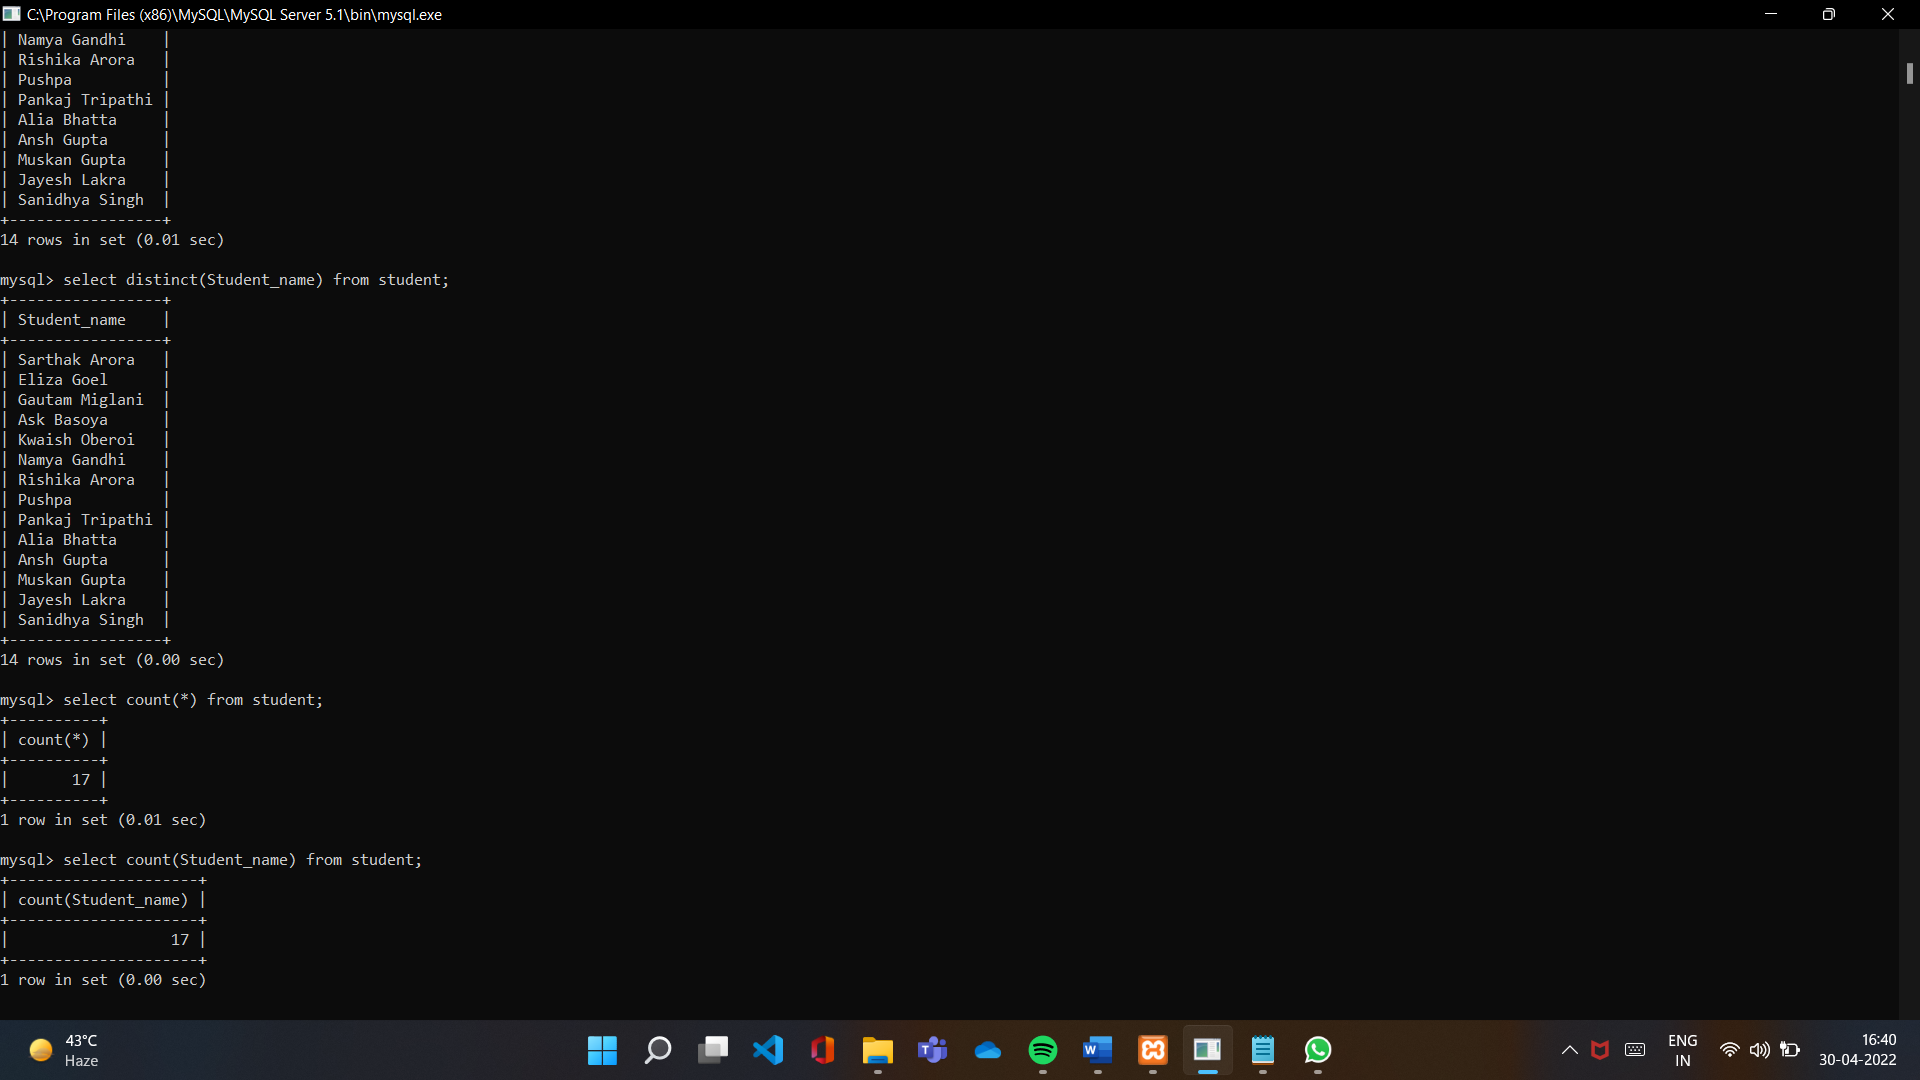 C:\Program Files (x86)\MySQL\MySQL Server 5.1\bin\mysql.exe
| Namya Gandhi    |
| Rishika Arora   |
| Pushpa          |
| Pankaj Tripathi |
| Alia Bhatta     |
| Ansh Gupta      |
| Muskan Gupta    |
| Jayesh Lakra    |
| Sanidhya Singh  |
+-----------------+
14 rows in set (0.01 sec)
mysql> select distinct(Student_name) from student;
+-----------------+
| Student_name    |
+-----------------+
| Sarthak Arora   |
| Eliza Goel      |
| Gautam Miglani  |
| Ask Basoya      |
| Kwaish Oberoi   |
| Namya Gandhi    |
| Rishika Arora   |
| Pushpa          |
| Pankaj Tripathi |
| Alia Bhatta     |
| Ansh Gupta      |
| Muskan Gupta    |
| Jayesh Lakra    |
| Sanidhya Singh  |
+-----------------+
14 rows in set (0.00 sec)
mysql> select count(*) from student;
+----------+
| count(*) |
+----------+
|       17 |
+----------+
1 row in set (0.01 sec)
mysql> select count(Student_name) from student;
+---------------------+
| count(Student_name) |
+---------------------+
|                  17 |
+---------------------+
1 row in set (0.00 sec)
43°C
Haze
ENG
IN
16:40
30-04-2022